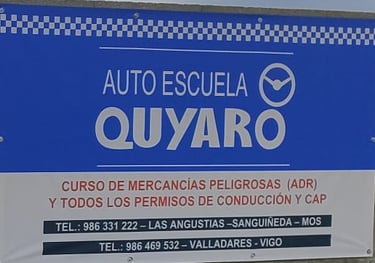 AUTO ESCUELA
QUYARO
CURSO DE MERCANCÍAS PELIGROSAS (ADR)
Y TODOS LOS PERMISOS DE CONDUCCIÓN Y CAP
TEL.: 986 331 222 – LAS ANGUSTIAS –SANGUIÑEDA – MOS
TEL.: 986 469 532 – VALLADARES - VIGO